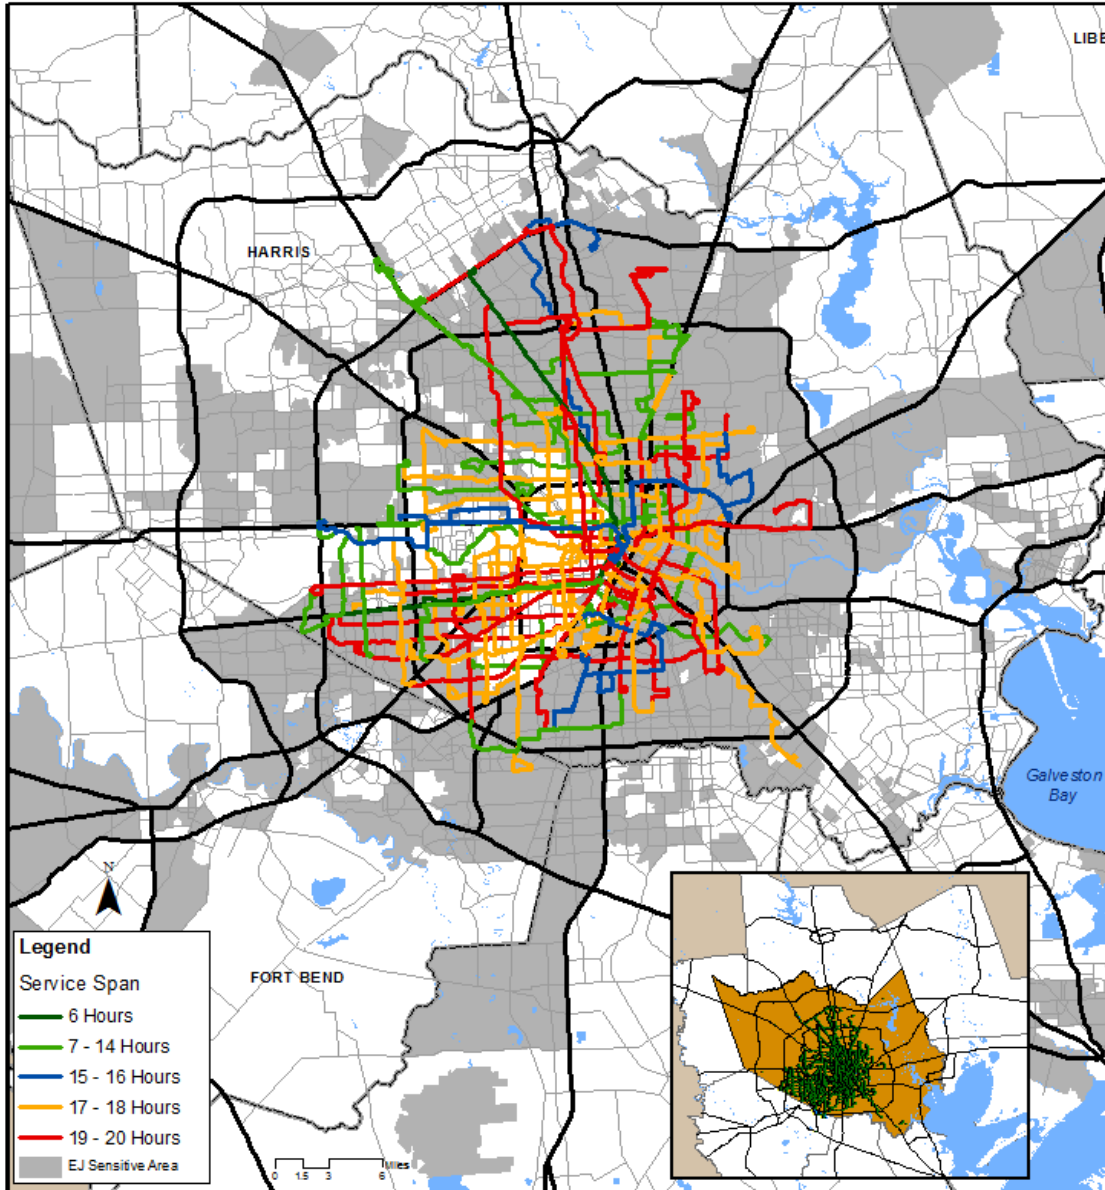 LIBE
HARRIS
Galveston
Bay
N
FORT BEND
Legend
Service Span
6 Hours
7 - 14 Hours
15 - 16 Hours
17 - 18 Hours
19 - 20 Hours
EJ Sensitive Area
Miles
0 1.5 3 6